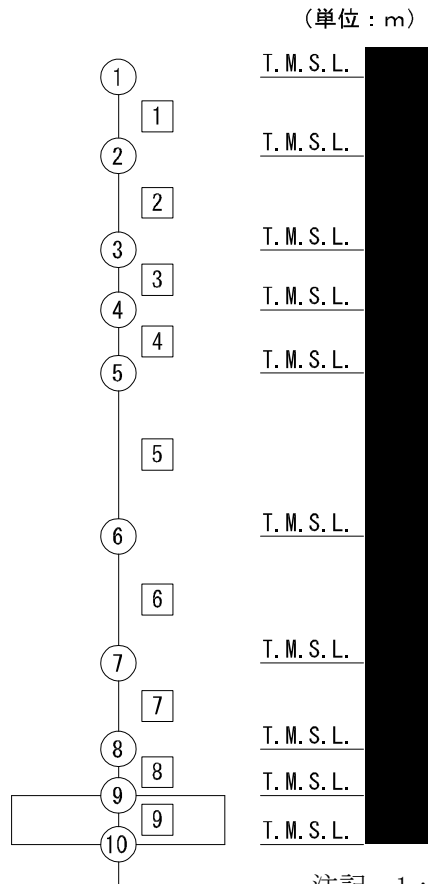 （単位：ｍ）
1 T.M.S.L.
1
2 T.M.S.L.
2
3 T.M.S.L.
3
4 T.M.S.L.
4
5 T.M.S.L.
5
6 T.M.S.L.
6
7 T.M.S.L.
7
8 T.M.S.L.
8
9 T.M.S.L.
9
10 T.M.S.L.